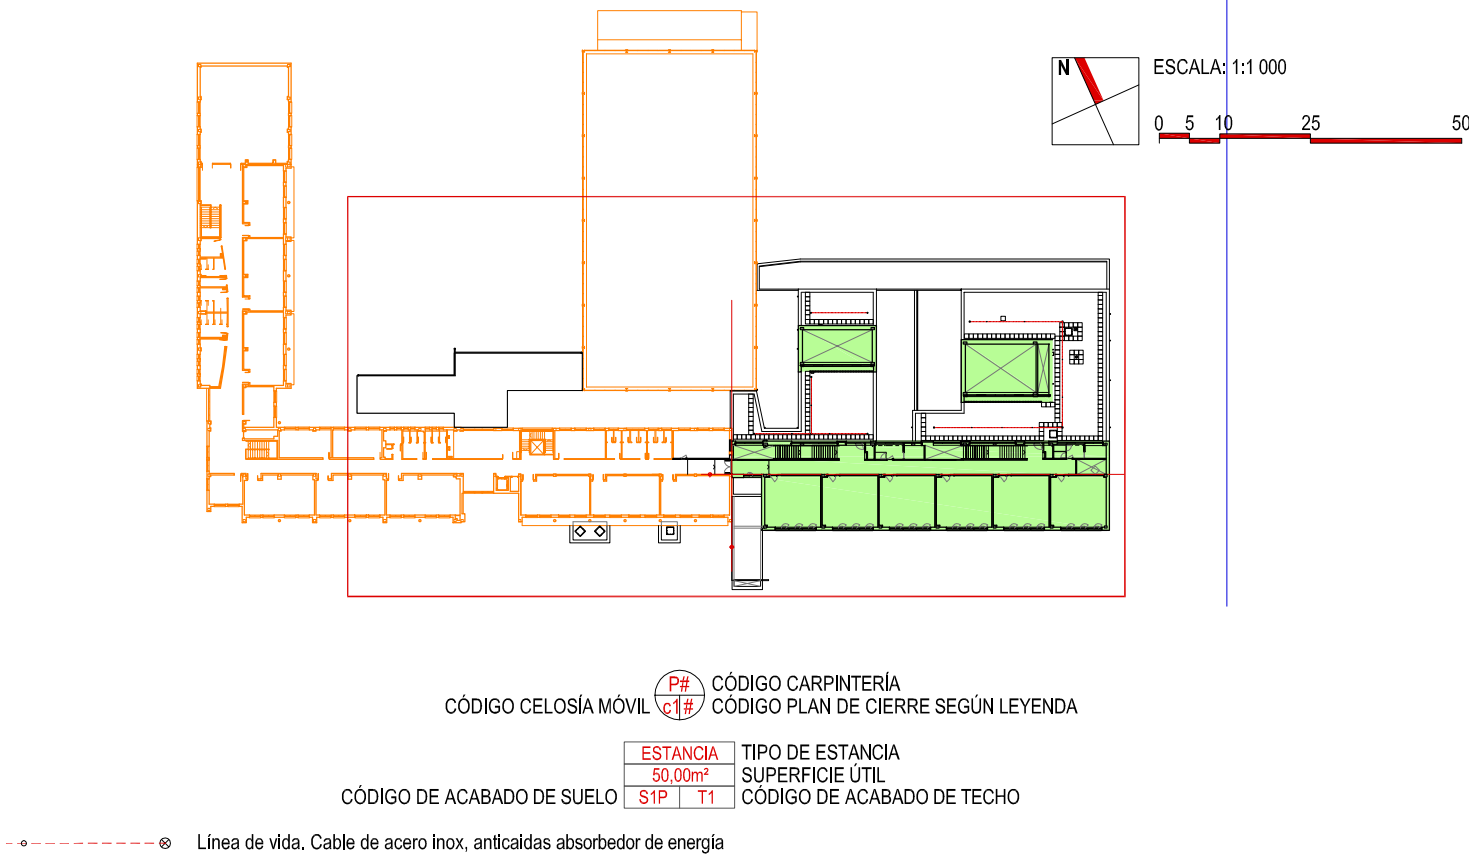 N
ESCALA: 1:1 000
0 5 10 25 50
P# CÓDIGO CARPINTERÍA
CÓDIGO CELOSÍA MÓVIL c1 # CÓDIGO PLAN DE CIERRE SEGÚN LEYENDA
ESTANCIA TIPO DE ESTANCIA
50,00m² SUPERFICIE ÚTIL
CÓDIGO DE ACABADO DE SUELO S1P T1 CÓDIGO DE ACABADO DE TECHO
Línea de vida, Cable de acero inox, anticaidas absorbedor de energía